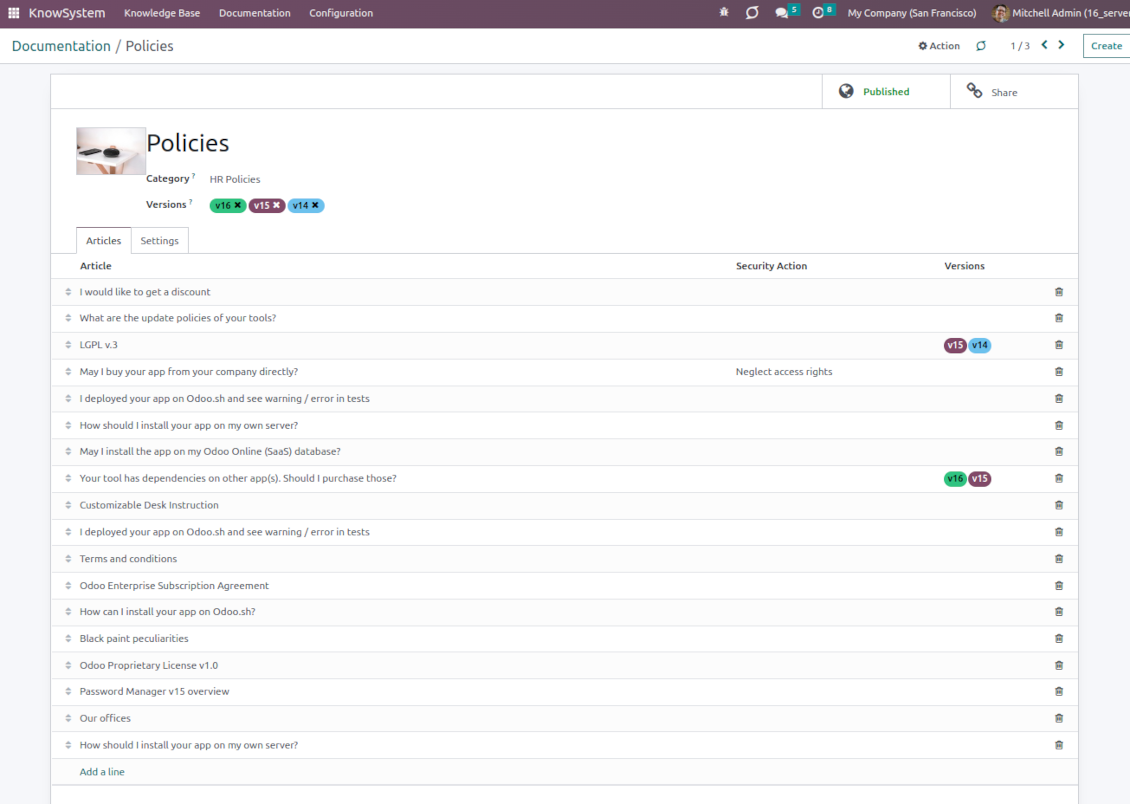 KnowSystem Knowledge Base Documentation Configuration 5 8 My Company (San Francisco) Mitchell Admin (16_server
Documentation / Policies Action 1 / 3 Create
Published Share
Policies
Category ? HR Policies
Versions ? v16 ✖ v15 ✖ v14 ✖
Articles Settings
Article Security Action Versions
I would like to get a discount
What are the update policies of your tools?
LGPL v.3 v15 v14
May I buy your app from your company directly? Neglect access rights
I deployed your app on Odoo.sh and see warning / error in tests
How should I install your app on my own server?
May I install the app on my Odoo Online (SaaS) database?
Your tool has dependencies on other app(s). Should I purchase those? v16 v15
Customizable Desk Instruction
I deployed your app on Odoo.sh and see warning / error in tests
Terms and conditions
Odoo Enterprise Subscription Agreement
How can I install your app on Odoo.sh?
Black paint peculiarities
Odoo Proprietary License v1.0
Password Manager v15 overview
Our offices
How should I install your app on my own server?
Add a line